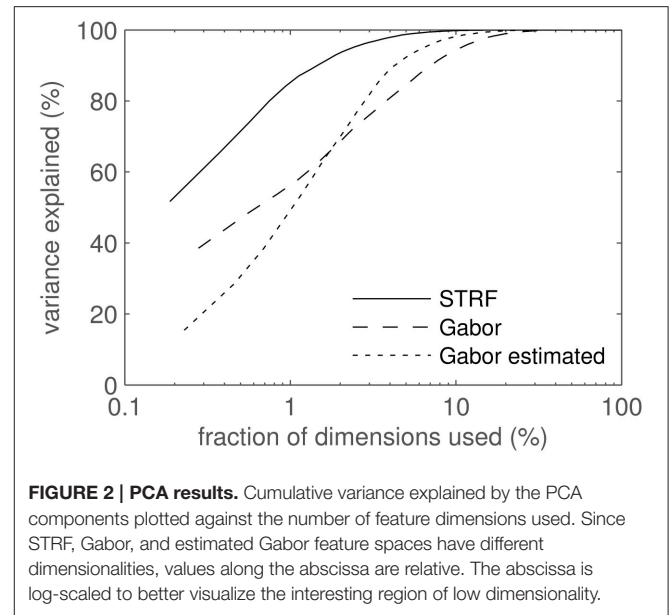 100
80
60
40
20
0
variance explained (%)
STRF
Gabor
Gabor estimated
0.1 1 10 100
fraction of dimensions used (%)
FIGURE 2 | PCA results. Cumulative variance explained by the PCA
components plotted against the number of feature dimensions used. Since
STRF, Gabor, and estimated Gabor feature spaces have different
dimensionalities, values along the abscissa are relative. The abscissa is
log-scaled to better visualize the interesting region of low dimensionality.